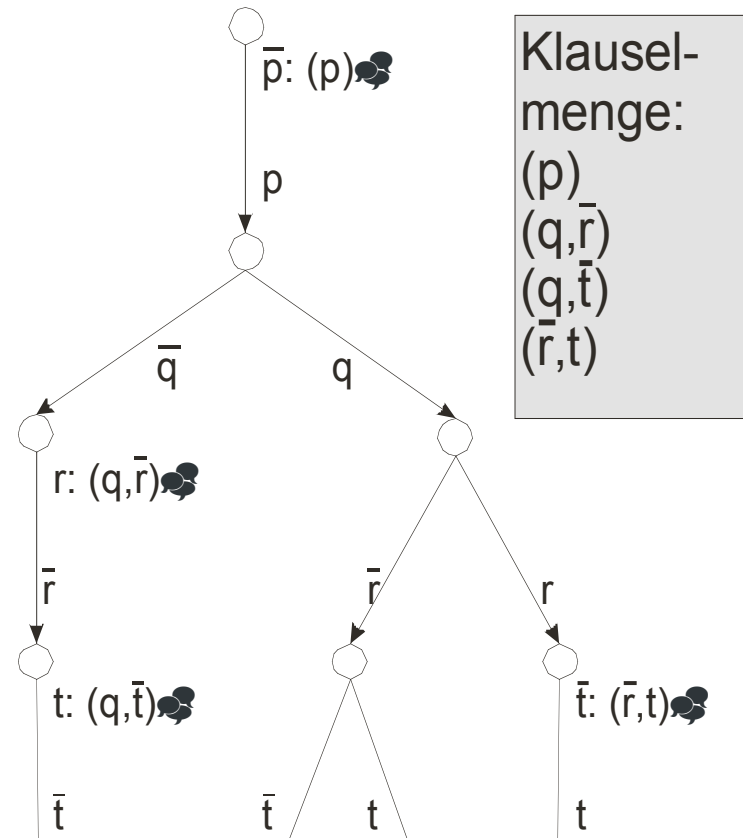 p̅: (p)
p
q̅
q
r: (q,r̅)
r̅
r̅
r
t: (q,t̅)
t̅: (r̅,t)
t̅
t̅
t
t
Klausel-
menge:
(p)
(q,r̅)
(q,t̅)
(r̅,t)